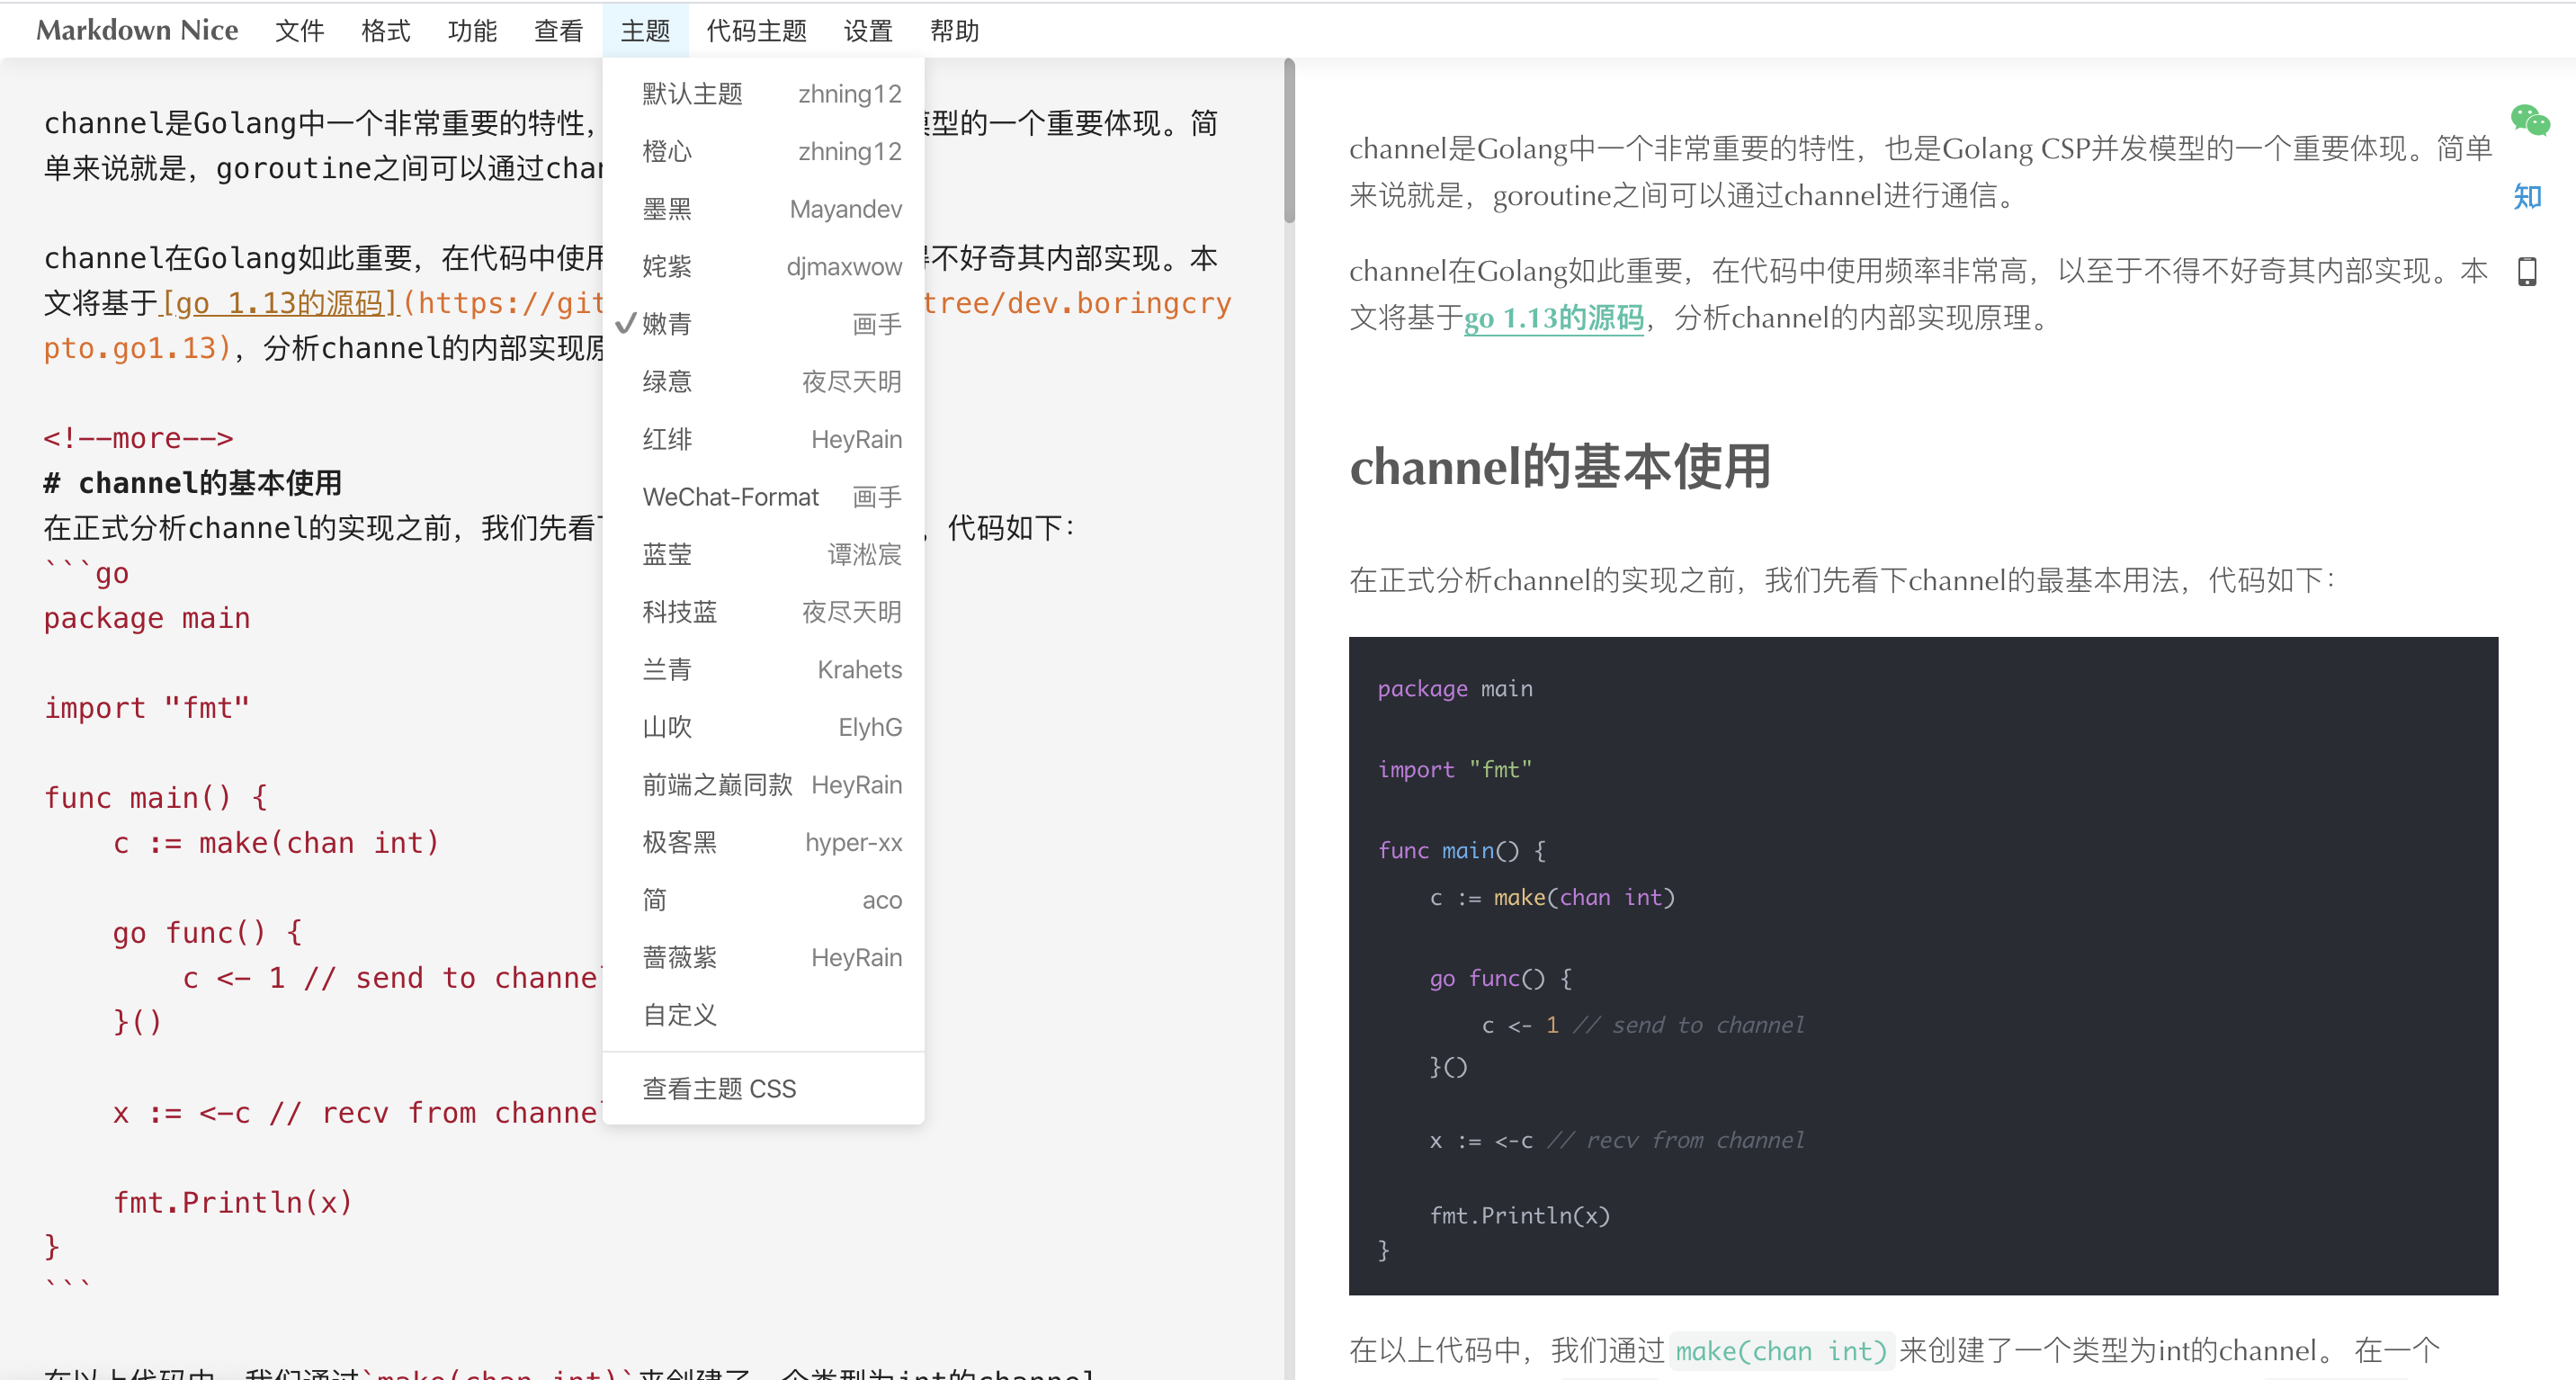 Markdown Nice 文件 格式 功能 查看 主题 代码主题 设置 帮助
channel是Golang中一个非常重要的特性，
型的一个重要体现。简
单来说就是，goroutine之间可以通过
channel在Golang如此重要，在代码中使用
不好奇其内部实现。本
文将基于[go 1.13的源码](https://git
tree/dev.boringcry
pto.go1.13)，分析channel的内部实现原
<!--more-->
# channel的基本使用
在正式分析channel的实现之前，我们先看
，代码如下：
```go
package main
import "fmt"
func main() {
c := make(chan int)
go func() {
c <- 1 // send to channel
}()
x := <-c // recv from channel
fmt.Println(x)
}
```
在以上代码中，我们通过`make(chan int)`来创建了一个类型为int的channel
默认主题 zhning12
橙心 zhning12
墨黑 Mayandev
姹紫 djmaxwow
✓嫩青 画手
绿意 夜尽天明
红绯 HeyRain
WeChat-Format 画手
蓝莹 谭淞宸
科技蓝 夜尽天明
兰青 Krahets
山吹 ElyhG
前端之巅同款 HeyRain
极客黑 hyper-xx
简 aco
蔷薇紫 HeyRain
自定义
查看主题 CSS
channel是Golang中一个非常重要的特性，也是Golang CSP并发模型的一个重要体现。简单
来说就是，goroutine之间可以通过channel进行通信。
channel在Golang如此重要，在代码中使用频率非常高，以至于不得不好奇其内部实现。本
文将基于go 1.13的源码，分析channel的内部实现原理。
channel的基本使用
在正式分析channel的实现之前，我们先看下channel的最基本用法，代码如下：
package main
import "fmt"
func main() {
c := make(chan int)
go func() {
c <- 1 // send to channel
}()
x := <-c // recv from channel
fmt.Println(x)
}
在以上代码中，我们通过 make(chan int) 来创建了一个类型为int的channel。 在一个
知